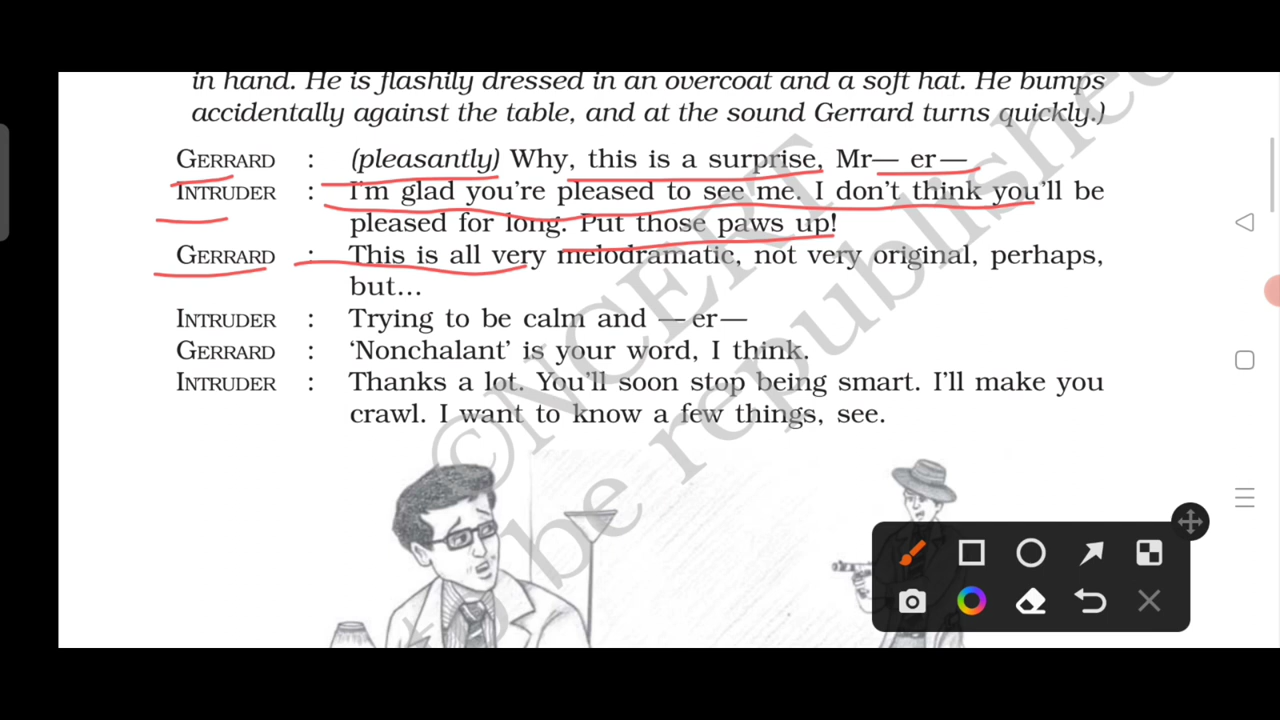 in hand. He is flashily dressed in an overcoat and a soft hat. He bumps
accidentally against the table, and at the sound Gerrard turns quickly.)
GERRARD : (pleasantly) Why, this is a surprise, Mr— er—
INTRUDER : I'm glad you're pleased to see me. I don't think you'll be
pleased for long. Put those paws up!
GERRARD : This is all very melodramatic, not very original, perhaps,
but...
INTRUDER : Trying to be calm and —er—
GERRARD : ‘Nonchalant’ is your word, I think.
INTRUDER : Thanks a lot. You'll soon stop being smart. I'll make you
crawl. I want to know a few things, see.
©NCERT
be republished